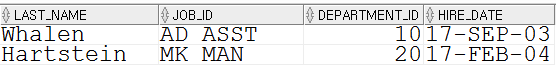 LAST_NAME JOB_ID DEPARTMENT_ID HIRE_DATE
Whalen AD_ASST 10 17-SEP-03
Hartstein MK_MAN 20 17-FEB-04